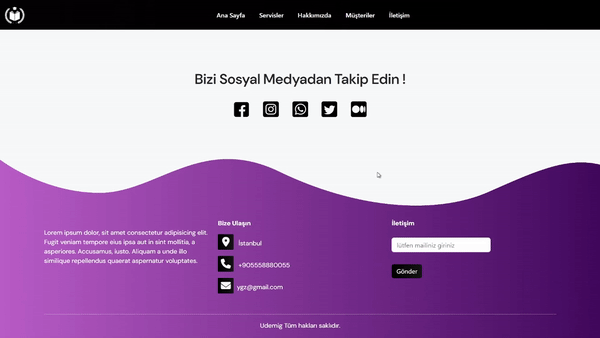 Ana Sayfa Servisler Hakkımızda Müşteriler İletişim
Bizi Sosyal Medyadan Takip Edin !
Lorem ipsum dolor, sit amet consectetur adipisicing elit.
Fugit veniam tempore eius ipsa aut in sint mollitia, a
asperiores. Accusamus, iusto. Aliquam a unde illo
similique repellendus quaerat aspernatur voluptates.
Bize Ulaşın
İstanbul
+905558880055
ygz@gmail.com
İletişim
lütfen mailiniz giriniz
Gönder
Udemig Tüm hakları saklıdır.